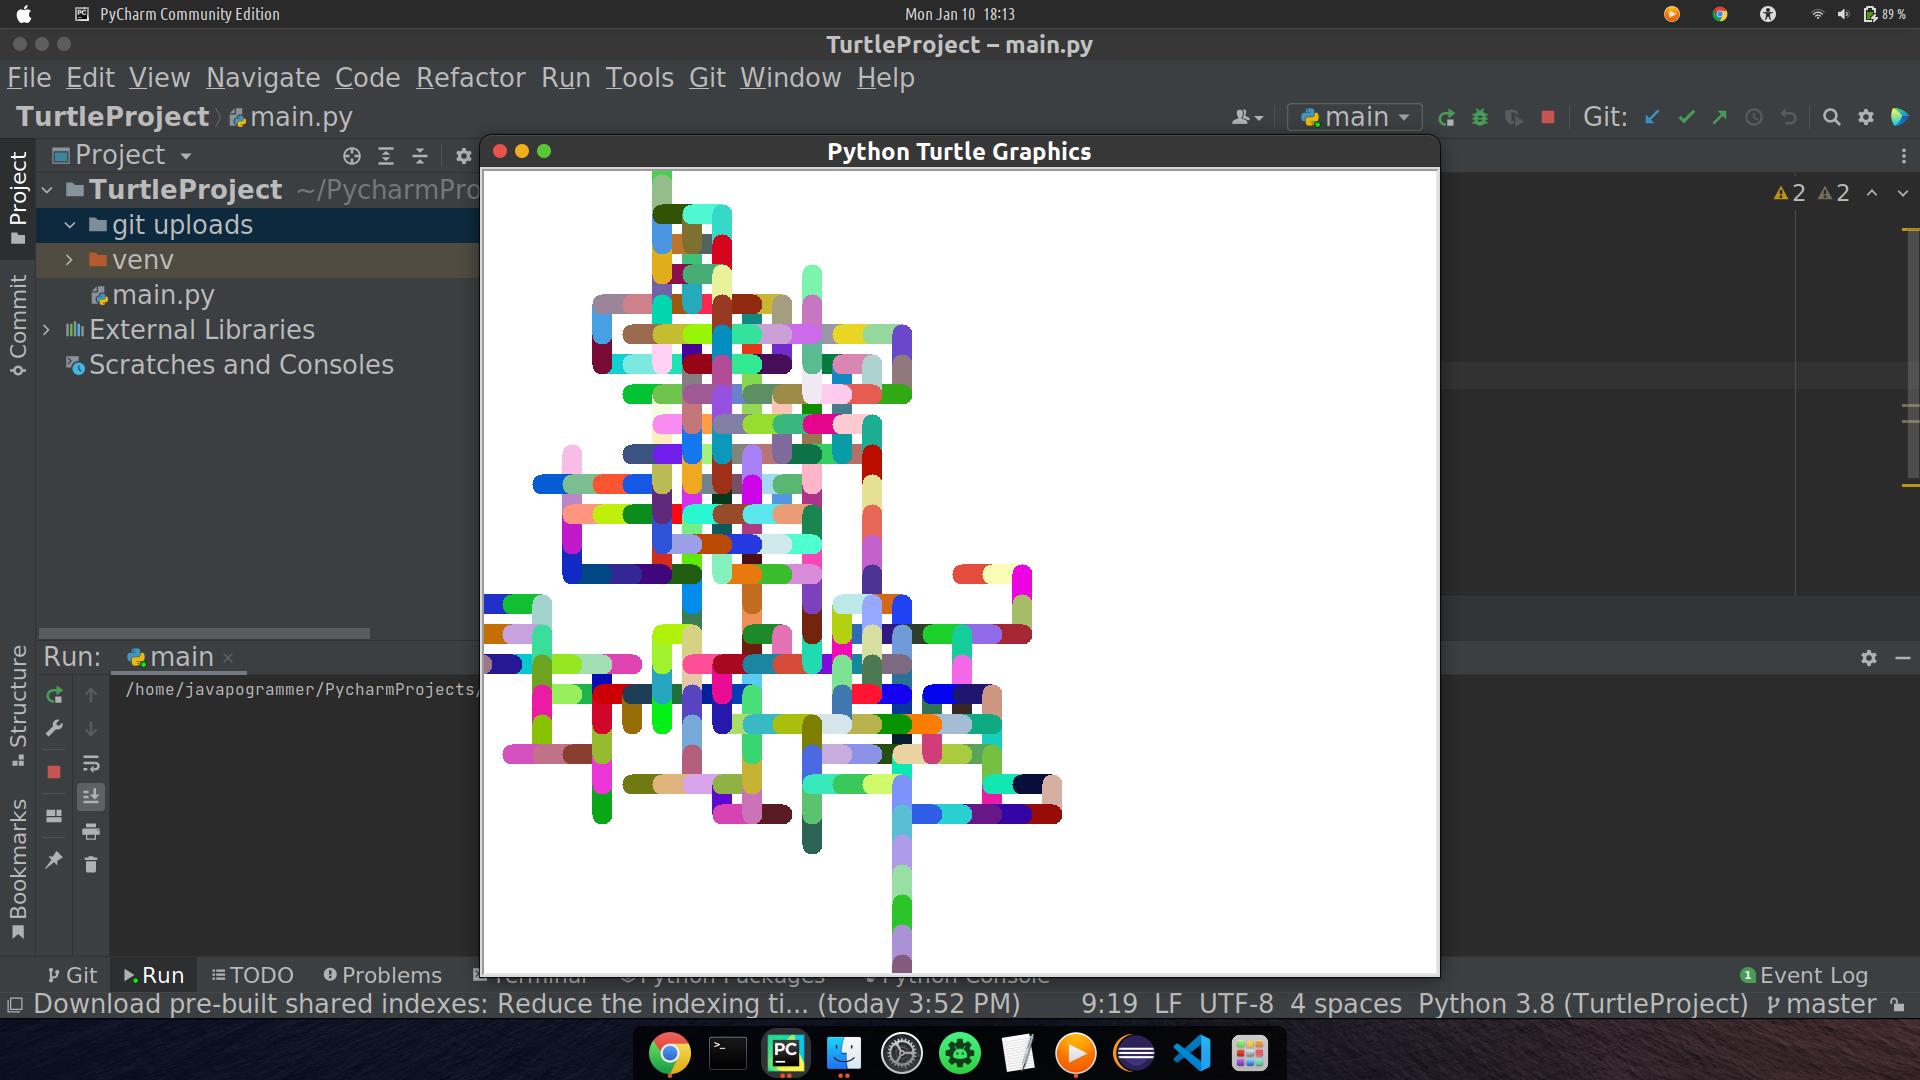 PC PyCharm Community Edition Mon Jan 10 18:13 89 %
TurtleProject – main.py
File Edit View Navigate Code Refactor Run Tools Git Window Help
TurtleProject main.py main Git:
Project
Python Turtle Graphics
TurtleProject ~/PycharmPro
2 2
git uploads
venv
main.py
External Libraries
Scratches and Consoles
Project
Commit
Run: main
/home/javapogrammer/PycharmProjects/
Structure
Bookmarks
Git Run TODO Problems Terminal Python Packages Python Console 1 Event Log
Download pre-built shared indexes: Reduce the indexing ti... (today 3:52 PM) 9:19 LF UTF-8 4 spaces Python 3.8 (TurtleProject) master
>_ PC